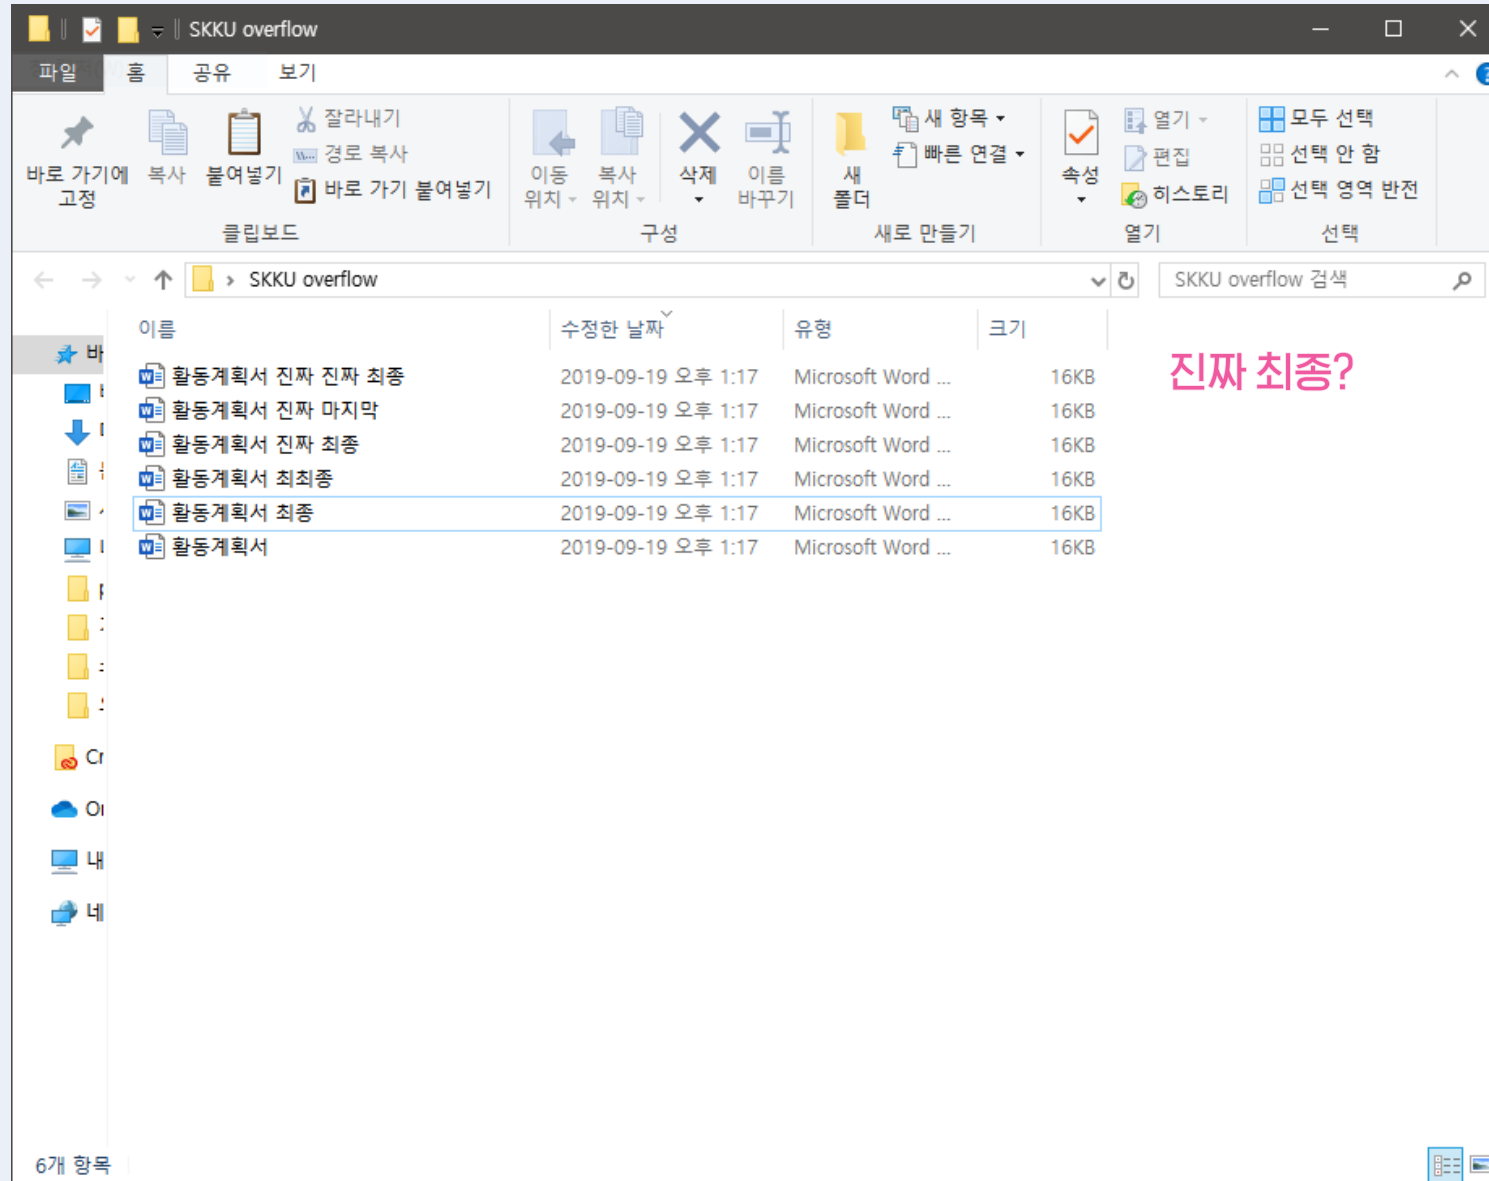 SKKU overflow
파일 홈 공유 보기
바로 가기에 고정
복사
붙여넣기
잘라내기
경로 복사
바로 가기 붙여넣기
클립보드
이동 위치
복사 위치
삭제
이름 바꾸기
구성
새 폴더
새 항목
빠른 연결
새로 만들기
속성
열기
편집
히스토리
열기
모두 선택
선택 안 함
선택 영역 반전
선택
SKKU overflow
SKKU overflow 검색
이름 수정한 날짜 유형 크기
활동계획서 진짜 진짜 최종 2019-09-19 오후 1:17 Microsoft Word ... 16KB
진짜 최종?
활동계획서 진짜 마지막 2019-09-19 오후 1:17 Microsoft Word ... 16KB
활동계획서 진짜 최종 2019-09-19 오후 1:17 Microsoft Word ... 16KB
활동계획서 최최종 2019-09-19 오후 1:17 Microsoft Word ... 16KB
활동계획서 최종 2019-09-19 오후 1:17 Microsoft Word ... 16KB
활동계획서 2019-09-19 오후 1:17 Microsoft Word ... 16KB
바
Cr
내
네
6개 항목